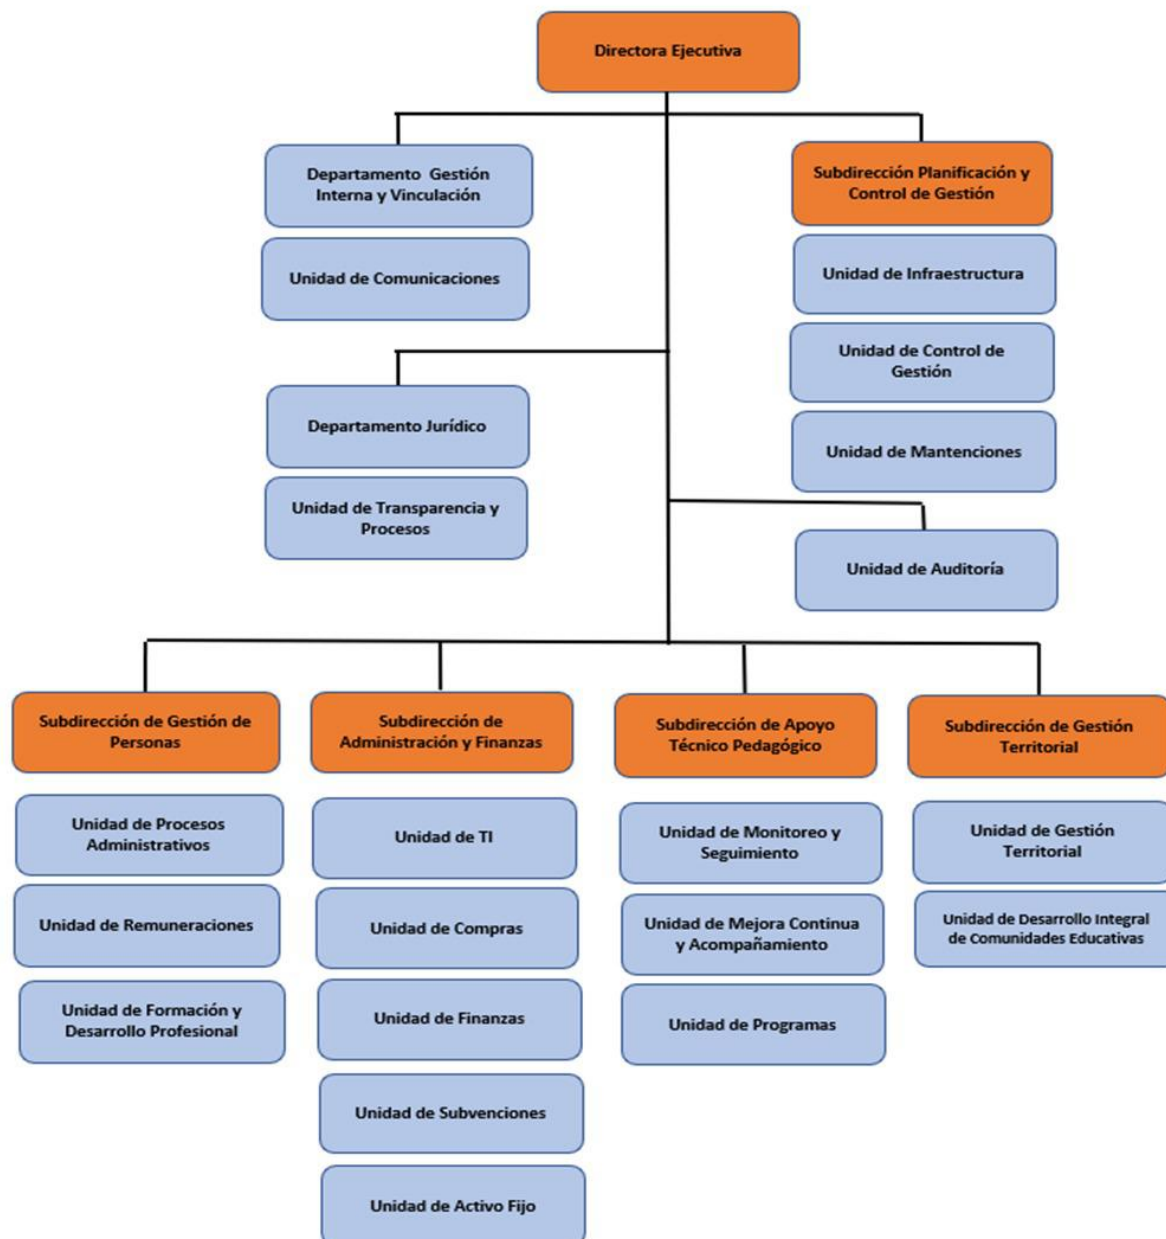 Directora Ejecutiva
Departamento Gestión
Interna y Vinculación
Unidad de Comunicaciones
Subdirección Planificación y
Control de Gestión
Unidad de Infraestructura
Unidad de Control de
Gestión
Unidad de Mantenciones
Departamento Jurídico
Unidad de Transparencia y
Procesos
Unidad de Auditoría
Subdirección de Gestión de
Personas
Unidad de Procesos
Administrativos
Unidad de Remuneraciones
Unidad de Formación y
Desarrollo Profesional
Subdirección de
Administración y Finanzas
Unidad de TI
Unidad de Compras
Unidad de Finanzas
Unidad de Subvenciones
Unidad de Activo Fijo
Subdirección de Apoyo
Técnico Pedagógico
Unidad de Monitoreo y
Seguimiento
Unidad de Mejora Continua
y Acompañamiento
Unidad de Programas
Subdirección de Gestión
Territorial
Unidad de Gestión
Territorial
Unidad de Desarrollo Integral
de Comunidades Educativas